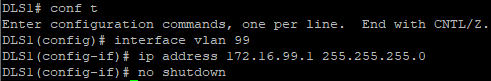 DLS1# conf t
Enter configuration commands, one per line.  End with CNTL/Z.
DLS1(config)# interface vlan 99
DLS1(config-if)# ip address 172.16.99.1 255.255.255.0
DLS1(config-if)# no shutdown